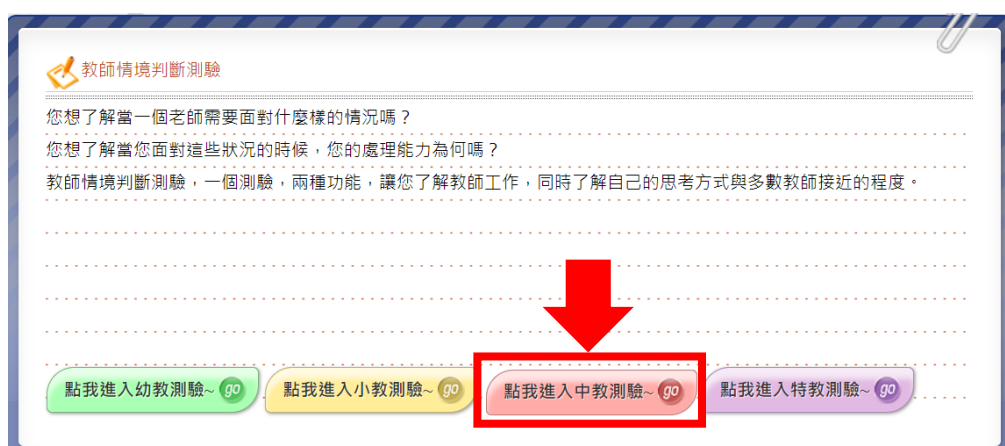 教師情境判斷測驗
您想了解當一個老師需要面對什麼樣的情況嗎？
您想了解當您面對這些狀況的時候，您的處理能力為何嗎？
教師情境判斷測驗，一個測驗，兩種功能，讓您了解教師工作，同時了解自己的思考方式與多數教師接近的程度。
點我進入幼教測驗~ go
點我進入小教測驗~ go
點我進入中教測驗~ go
點我進入特教測驗~ go